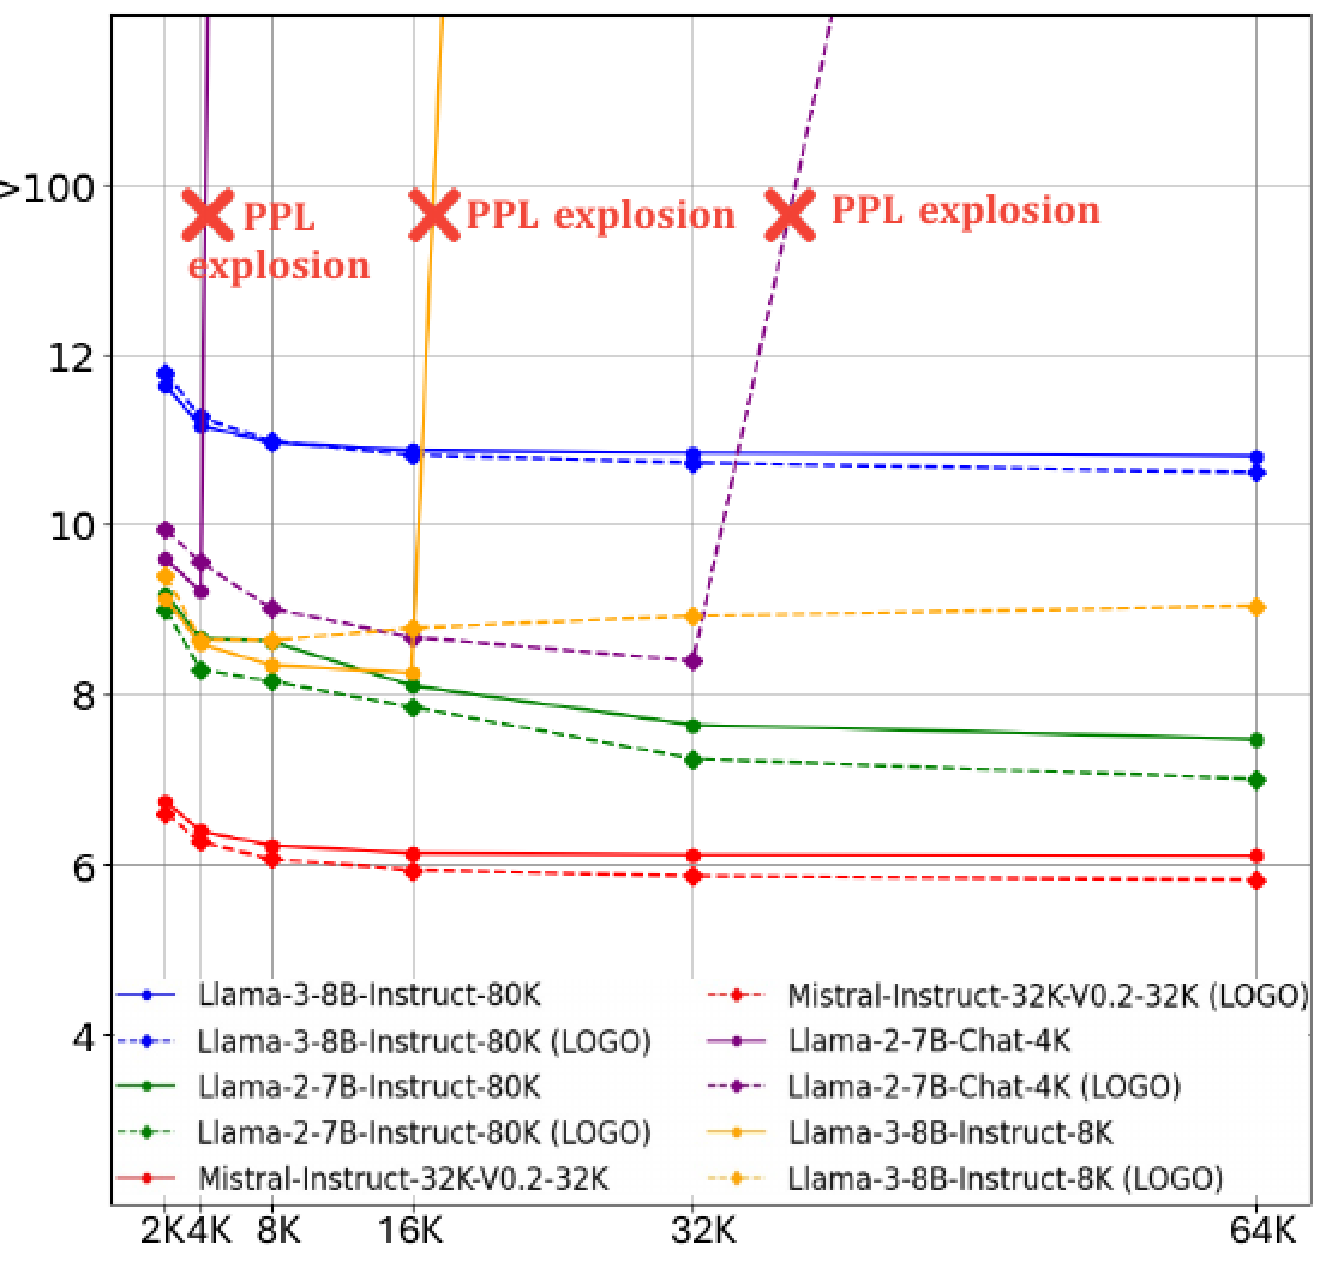 >100
PPL
explosion
PPL explosion
PPL explosion
12
10
8
6
4
Llama-3-8B-Instruct-80K
Llama-3-8B-Instruct-80K (LOGO)
Llama-2-7B-Instruct-80K
Llama-2-7B-Instruct-80K (LOGO)
Mistral-Instruct-32K-V0.2-32K
Mistral-Instruct-32K-V0.2-32K (LOGO)
Llama-2-7B-Chat-4K
Llama-2-7B-Chat-4K (LOGO)
Llama-3-8B-Instruct-8K
Llama-3-8B-Instruct-8K (LOGO)
2K 4K 8K 16K 32K 64K